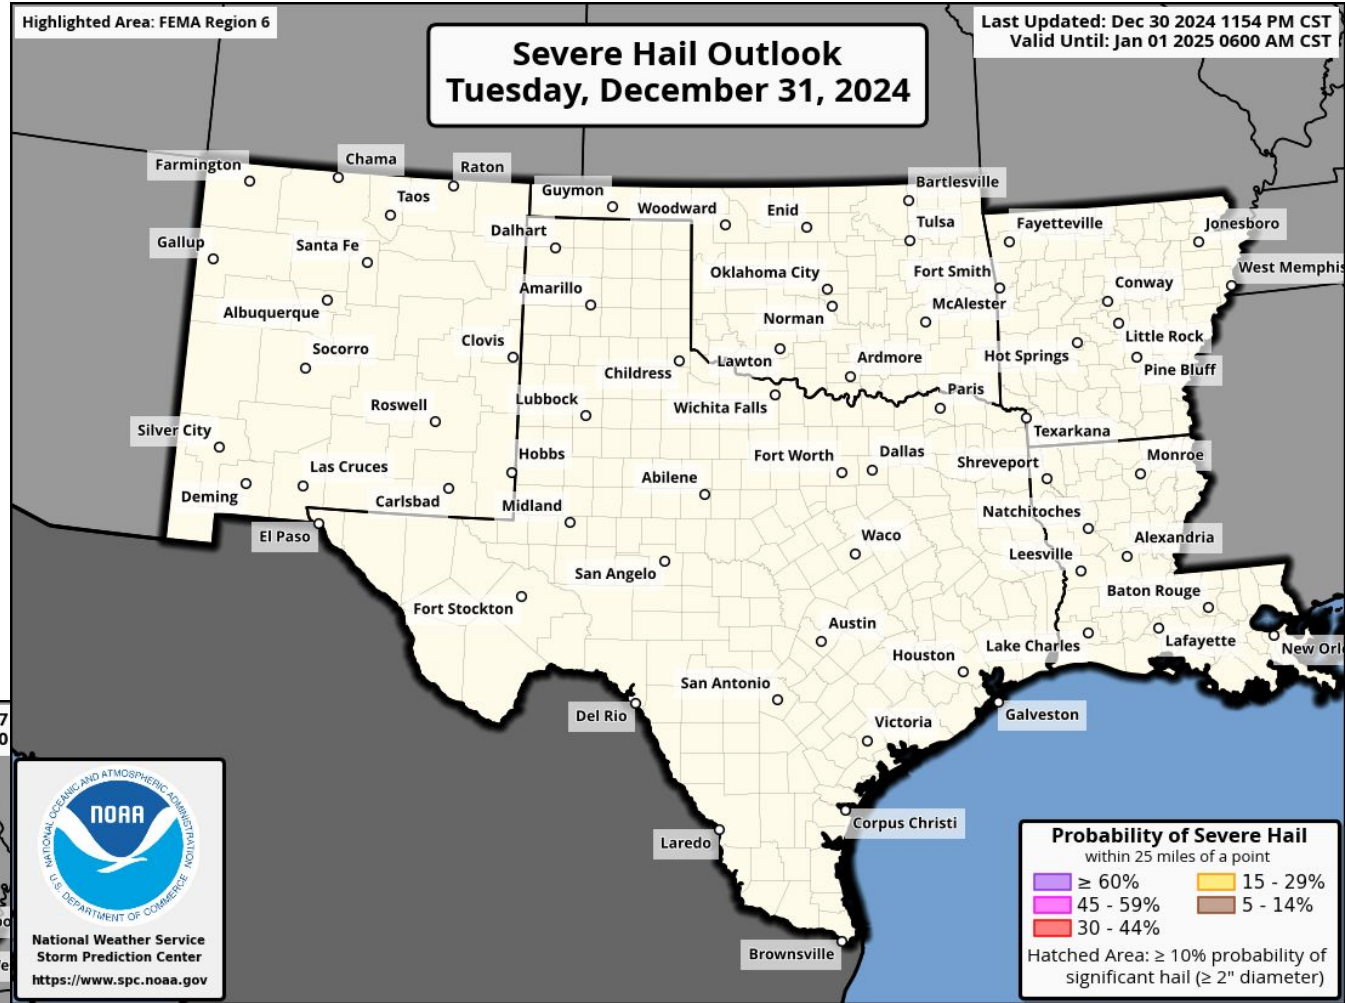 Highlighted Area: FEMA Region 6
Severe Hail Outlook
Tuesday, December 31, 2024
Last Updated: Dec 30 2024 1154 PM CST
Valid Until: Jan 01 2025 0600 AM CST
Farmington
Chama
Raton
Taos
Guymon
Woodward
Enid
Bartlesville
Gallup
Santa Fe
Dalhart
Tulsa
Fayetteville
Jonesboro
Albuquerque
Amarillo
Oklahoma City
Fort Smith
West Memphis
Norman
McAlester
Conway
Socorro
Clovis
Childress
Lawton
Ardmore
Hot Springs
Little Rock
Pine Bluff
Roswell
Lubbock
Wichita Falls
Paris
Texarkana
Silver City
Las Cruces
Hobbs
Abilene
Fort Worth
Dallas
Shreveport
Monroe
Deming
Carlsbad
Midland
Natchitoches
El Paso
San Angelo
Waco
Leesville
Alexandria
Fort Stockton
Austin
Baton Rouge
Houston
Lake Charles
Lafayette
New Orl
San Antonio
Del Rio
Victoria
Galveston
Laredo
Corpus Christi
Brownsville
7
0
NATIONAL OCEANIC AND ATMOSPHERIC ADMINISTRATION
NOAA
U.S. DEPARTMENT OF COMMERCE
National Weather Service
Storm Prediction Center
https://www.spc.noaa.gov
Probability of Severe Hail
within 25 miles of a point
≥ 60%
45 - 59%
30 - 44%
15 - 29%
5 - 14%
Hatched Area: ≥ 10% probability of
significant hail (≥ 2" diameter)